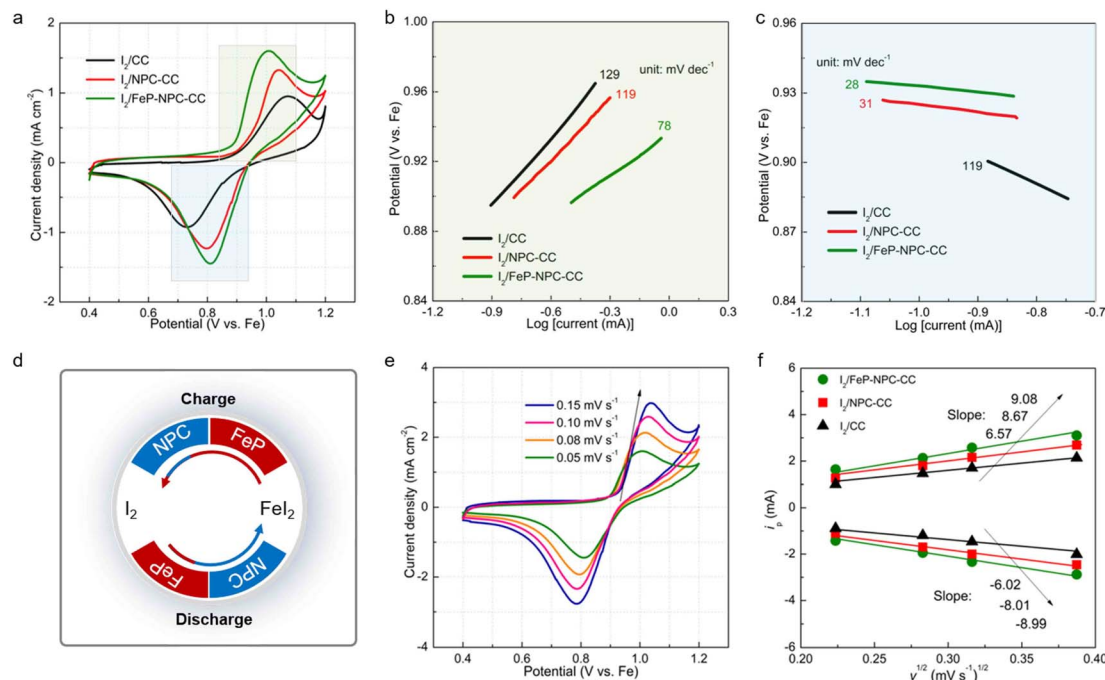 a
Current density (mA cm⁻²)
2
1
0
1
-2
0.4 0.6 0.8 1.0 1.2
Potential (V vs. Fe)
I₂/CC
I₂/NPC-CC
I₂/FeP-NPC-CC
b
Potential (V vs. Fe)
1.00
0.96
0.92
0.88
0.84
-1.2 -0.9 -0.6 -0.3 0.0 0.3
Log [current (mA)]
unit: mV dec⁻¹
129
119
78
I₂/CC
I₂/NPC-CC
I₂/FeP-NPC-CC
c
Potential (V vs. Fe)
0.96
0.93
0.90
0.87
0.84
-1.2 -1.1 -1.0 -0.9 -0.8 -0.7
Log [current (mA)]
unit: mV dec⁻¹
28
31
119
I₂/CC
I₂/NPC-CC
I₂/FeP-NPC-CC
d
Charge
NPC FeP
I₂ FeI₂
FeP NPC
Discharge
e
Current density (mA cm⁻²)
4
2
0
-2
-4
0.4 0.6 0.8 1.0 1.2
Potential (V vs. Fe)
0.15 mV s⁻¹
0.10 mV s⁻¹
0.08 mV s⁻¹
0.05 mV s⁻¹
f
iₚ (mA)
6
4
2
0
-2
-4
-6
0.20 0.25 0.30 0.35 0.40
v¹ᐟ² (mV s⁻¹)¹ᐟ²
I₂/FeP-NPC-CC
I₂/NPC-CC
I₂/CC
9.08
Slope: 8.67
6.57
-6.02
Slope: -8.01
-8.99